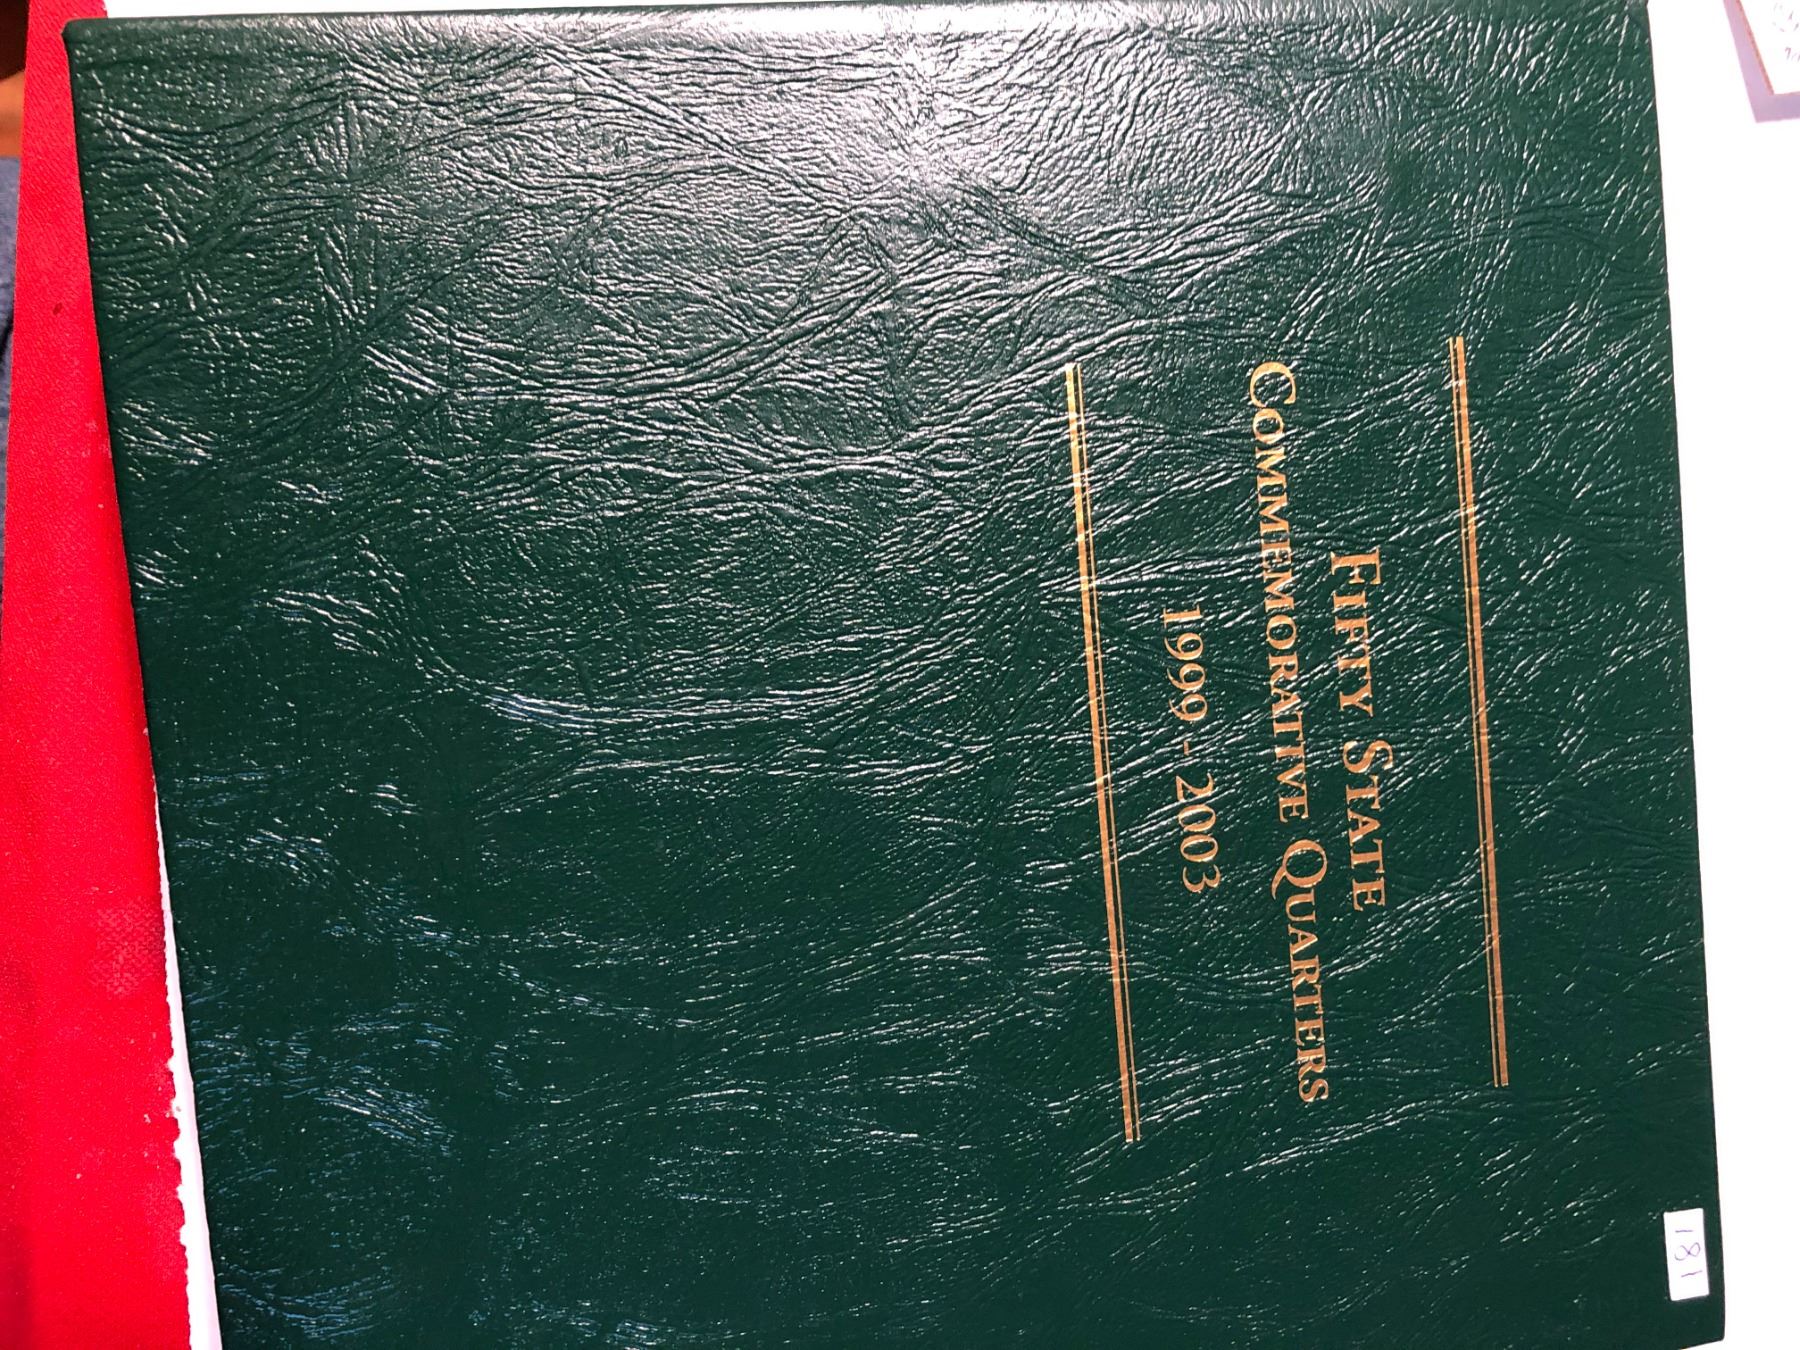 FIFTY STATE
COMMEMORATIVE QUARTERS
1999 - 2003
181